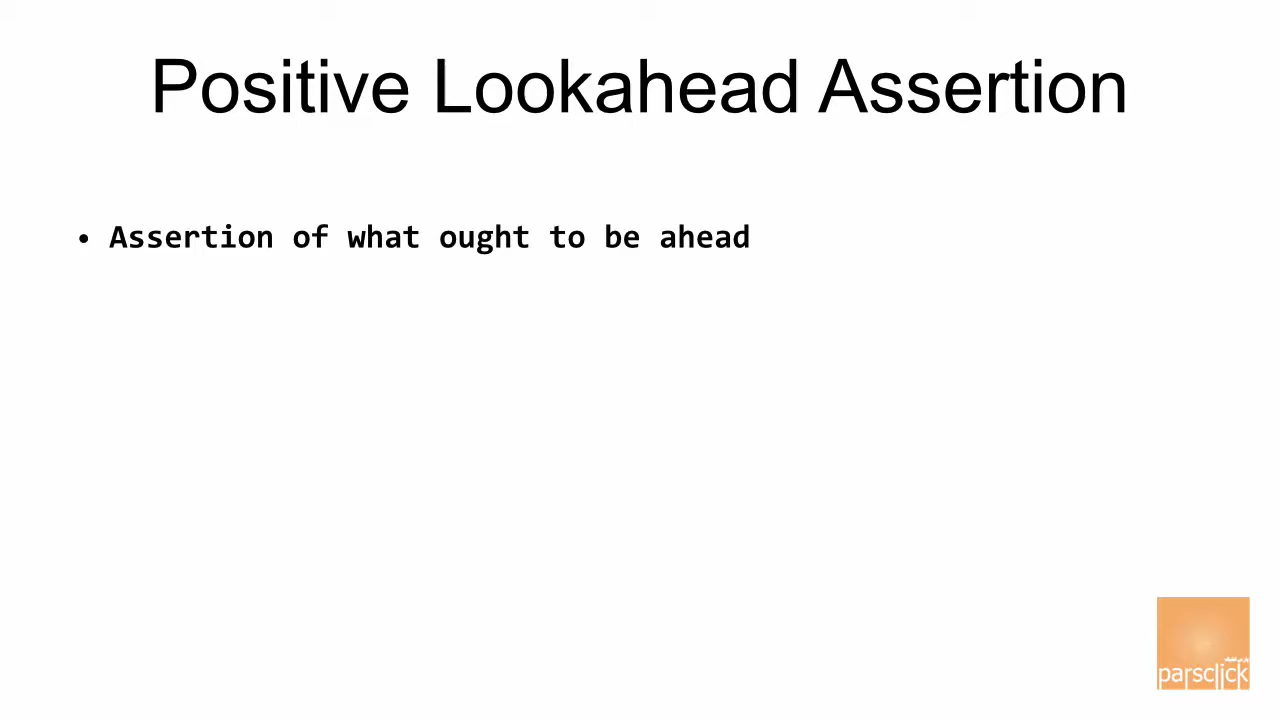 Positive Lookahead Assertion
• Assertion of what ought to be ahead
parsclick